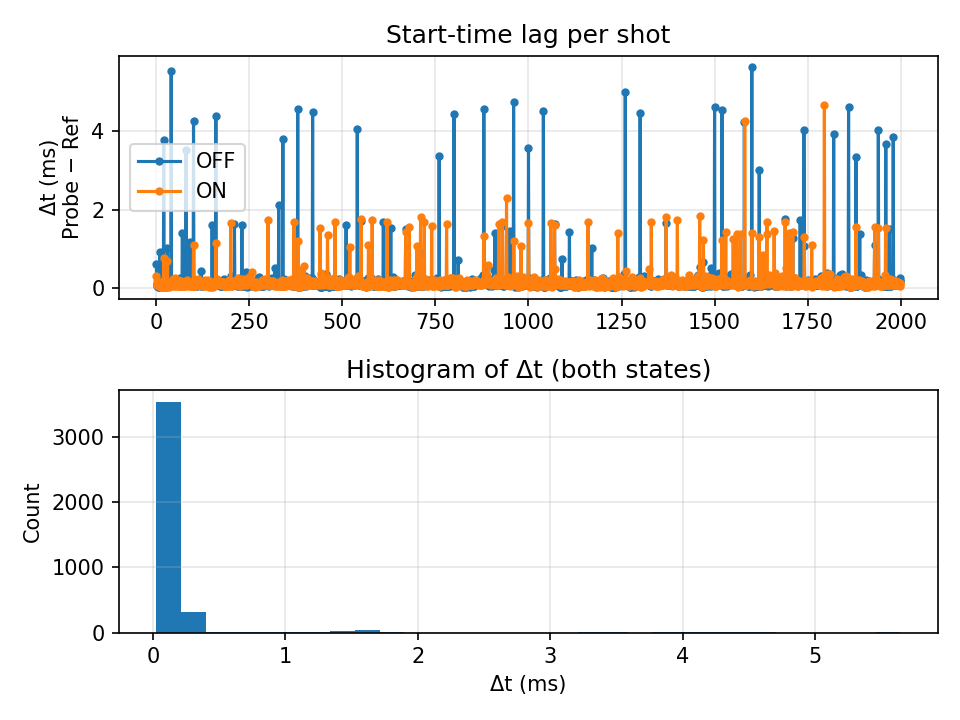 Start-time lag per shot
Δt (ms)
Probe − Ref
4
2
0
OFF
ON
0 250 500 750 1000 1250 1500 1750 2000
Histogram of Δt (both states)
Count
3000
2000
1000
0
0 1 2 3 4 5
Δt (ms)